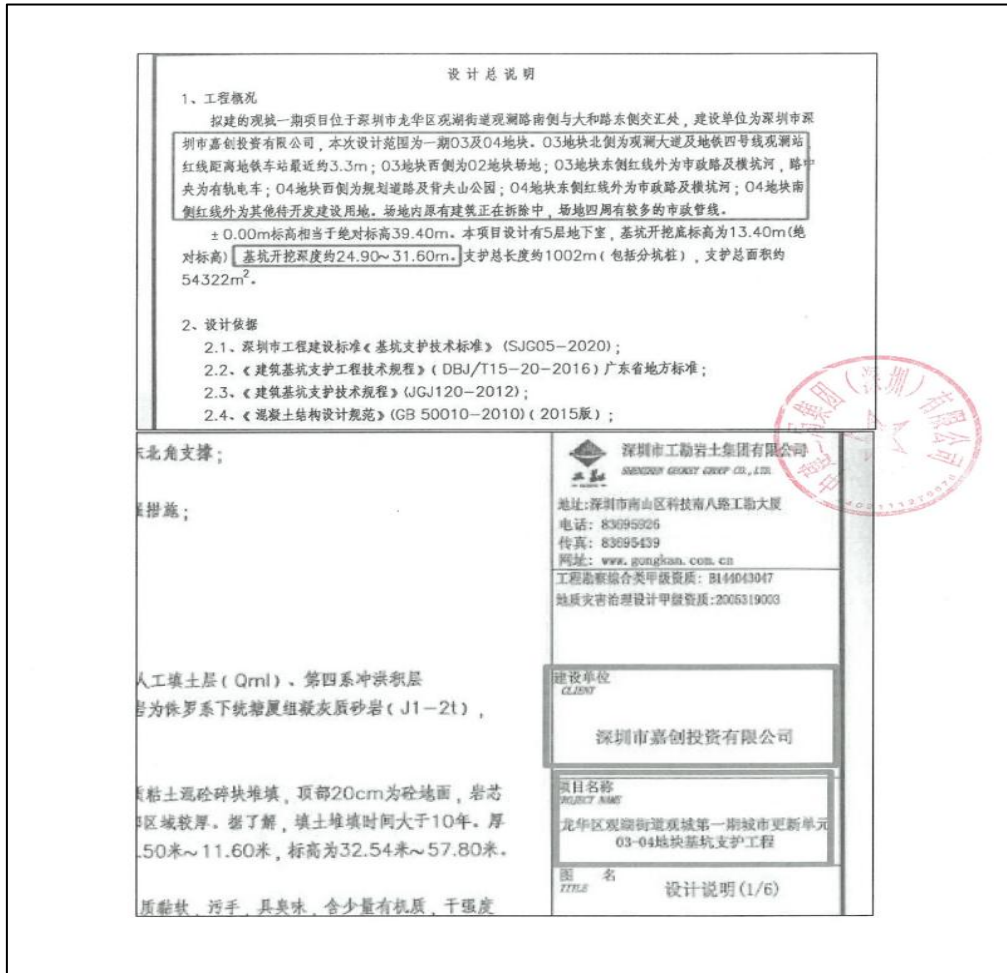 设计总说明
1、工程概况
拟建的观城一期项目位于深圳市龙华区观湖街道观澜路南侧与大和路东侧交汇处，建设单位为深圳市深
圳市嘉创投资有限公司，本次设计范围为一期03及04地块。03地块北侧为观澜大道及地铁四号线观澜站
红线距离地铁车站最近约3.3m；03地块西侧为02地块场地；03地块东侧红线外为市政路及横坑河，路中
央为有轨电车；04地块西侧为规划道路及背夫山公园；04地块东侧红线外为市政路及横坑河；04地块南
侧红线外为其他待开发建设用地。场地内原有建筑正在拆除中，场地四周有较多的市政管线。
±0.00m标高相当于绝对标高39.40m。本项目设计有5层地下室，基坑开挖底标高为13.40m(绝
对标高)基坑开挖深度约24.90~31.60m。支护总长度约1002m(包括分坑桩)，支护总面积约
54322m²。
2、设计依据
2.1、深圳市工程建设标准《基坑支护技术标准》(SJG05-2020)；
2.2、《建筑基坑支护工程技术规程》(DBJ/T15-20-2016)广东省地方标准；
2.3、《建筑基坑支护技术规程》(JGJ120-2012)；
2.4、《混凝土结构设计规范》(GB 50010-2010)(2015版)；
东北角支撑；
措施；
人工填土层(Qml)、第四系冲洪积层
岩为侏罗系下统塘厦组凝灰质砂岩(J1-2t)，
粘土混砼碎块堆填，顶部20cm为砼地面，岩芯
区域较厚。据了解，填土堆填时间大于10年。厚
.50米~11.60米，标高为32.54米~57.80米。
质黏软，污手，具臭味，含少量有机质，干强度
深圳市工勘岩土集团有限公司
SHENZHEN GEOKEY GROUP CO., LTD.
工勘
地址:深圳市南山区科技南八路工勘大厦
电话: 83695926
传真: 83695439
网址: www.gongkan.com.cn
工程勘察综合类甲级资质: B144043047
地质灾害治理设计甲级资质:2005319003
建设单位
CLIENT
深圳市嘉创投资有限公司
项目名称
PROJECT NAME
龙华区观湖街道观城第一期城市更新单元
03-04地块基坑支护工程
图 名
TITLE
设计说明(1/6)
局集团（深圳）有限公司